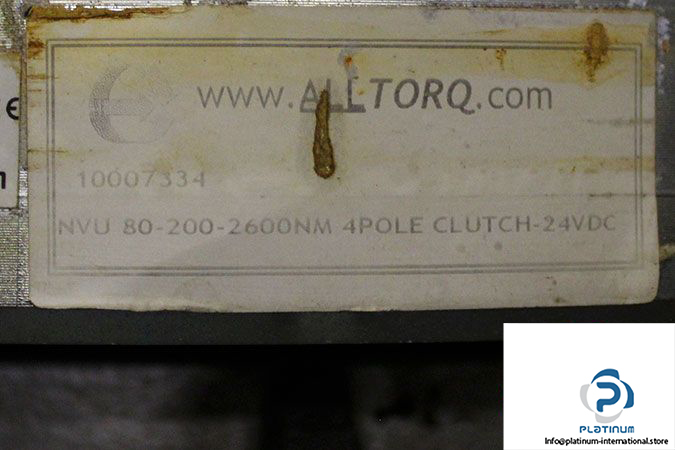 www.ALLTORQ.com
10007334
NVU 80-200-2600NM 4POLE CLUTCH-24VDC
PLATINUM
Info@platinum-international.store